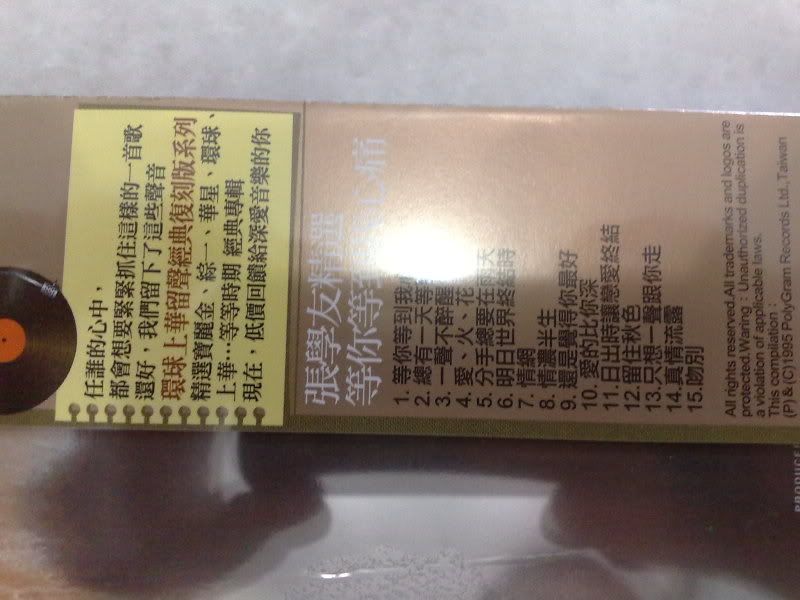 任誰的心中,
都會想要緊緊抓住這樣的一首歌
還好,我們留下了這些聲音
環球上華留聲經典復刻版系列
精選寶麗金、綜一、華星、環球、
上華...等等時期 經典專輯
現在,低價回饋給深愛音樂的你
張學友精選
等你等到我心痛
1. 等你等到我心
2. 總有一天等
3. 一聲不醉醒
4. 愛、火、花
5. 分手總要在雨天
6. 明日世界終結時
7. 情網
8. 情濃半生
9. 還是覺得你最好
10. 愛的比你深
11. 日出時讓戀愛終結
12. 留住秋色
13. 只想一聲跟你走
14. 真情流露
15. 吻別
All rights reserved.All trademarks and logos are
protected.Waring : Unauthorized duplication is
a violation of applicable laws.
This compilation :
(P) & (C)1995 PolyGram Records Ltd., Taiwan
PRODUCER